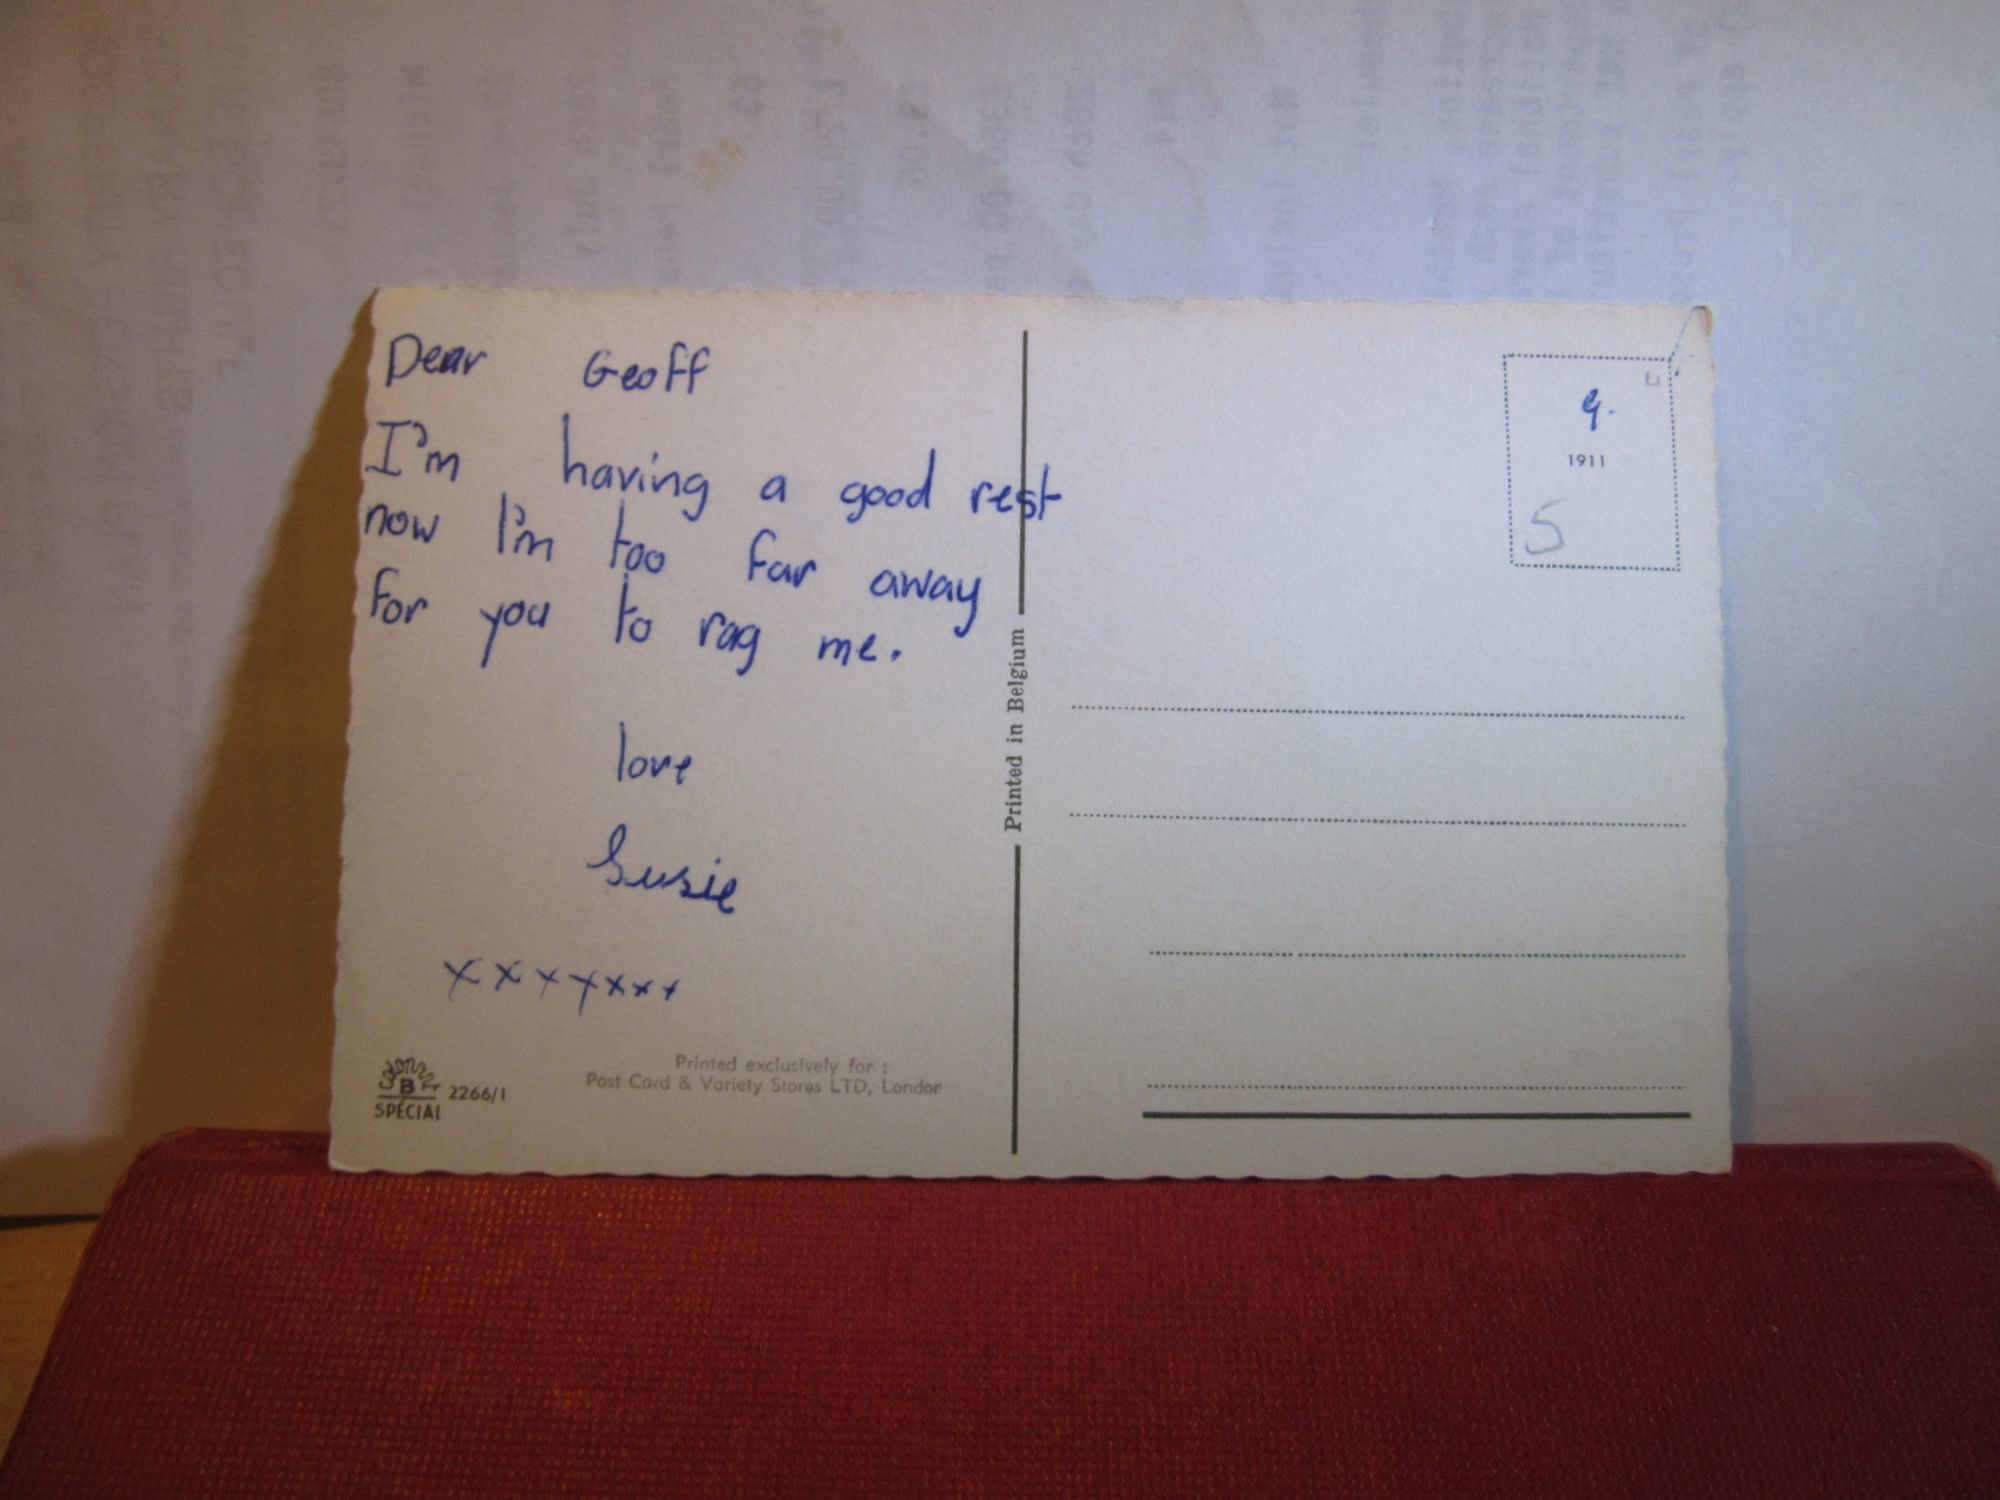 Dear Geoff
I'm having a good rest
now I'm too far away
for you to rag me.
love
Susie
xxxxxxx
B
SPÉCIAL
2266/1
Printed exclusively for :
Post Card & Variety Stores LTD, London
Printed in Belgium
9.
1911
5